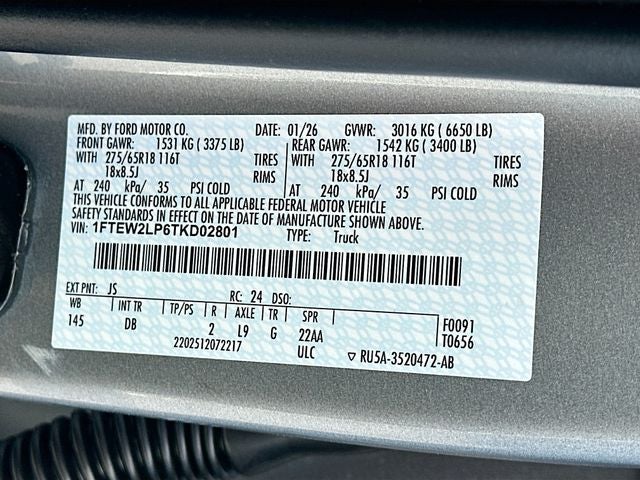 MFD. BY FORD MOTOR CO. DATE: 01/26 GVWR: 3016 KG ( 6650 LB)
FRONT GAWR: 1531 KG ( 3375 LB) REAR GAWR: 1542 KG ( 3400 LB)
WITH 275/65R18 116T TIRES WITH 275/65R18 116T TIRES
18x8.5J RIMS 18x8.5J RIMS
AT 240 kPa/ 35 PSI COLD AT 240 kPa/ 35 PSI COLD
THIS VEHICLE CONFORMS TO ALL APPLICABLE FEDERAL MOTOR VEHICLE
SAFETY STANDARDS IN EFFECT ON THE DATE OF MANUFACTURE SHOWN ABOVE.
VIN: 1FTEW2LP6TKD02801 TYPE: Truck
EXT PNT: JS RC: 24 DSO:
WB INT TR TP/PS R AXLE TR SPR F0091
145 DB 2 L9 G 22AA T0656
2202512072217 ULC ▼ RU5A-3520472-AB